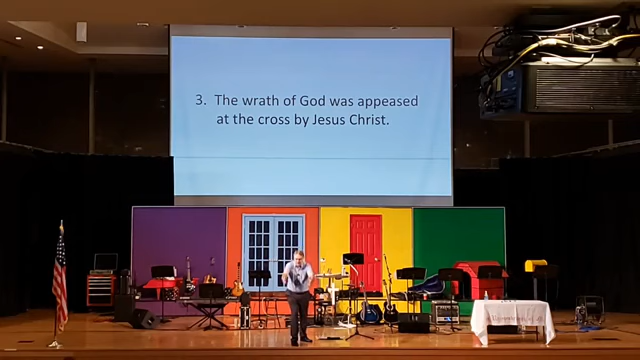 3. The wrath of God was appeased
at the cross by Jesus Christ.